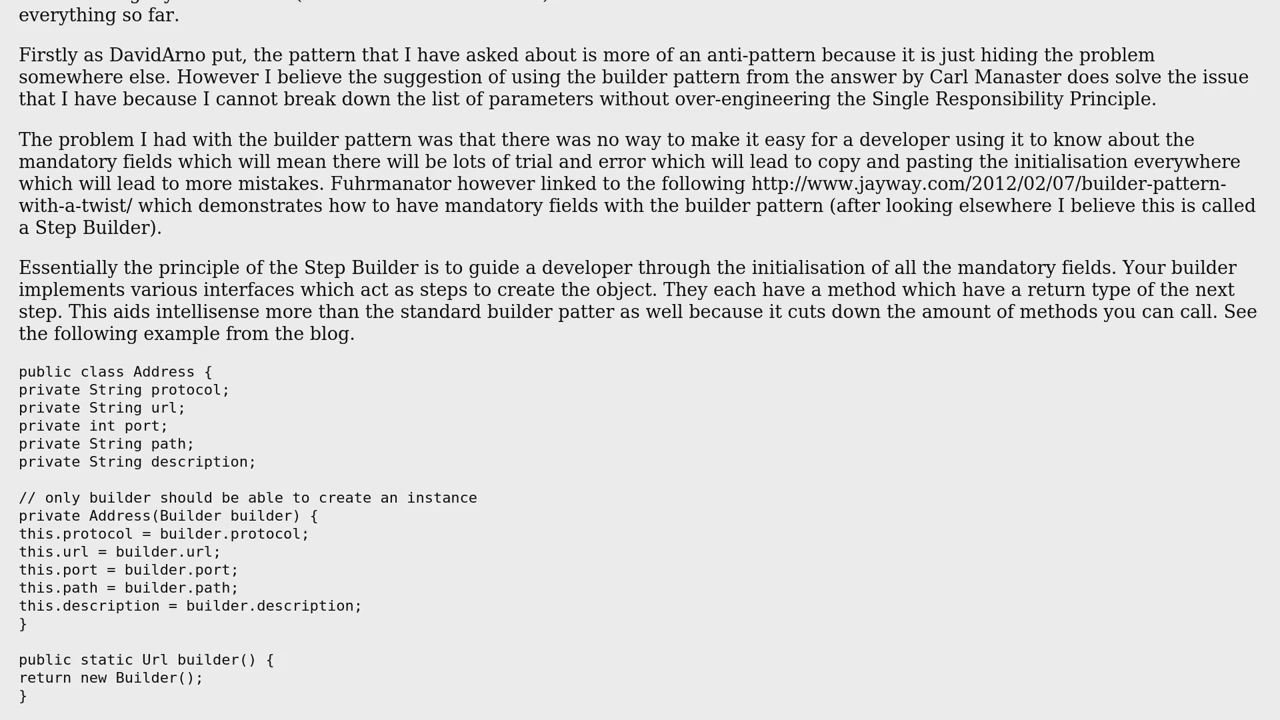 everything so far.
Firstly as DavidArno put, the pattern that I have asked about is more of an anti-pattern because it is just hiding the problem
somewhere else. However I believe the suggestion of using the builder pattern from the answer by Carl Manaster does solve the issue
that I have because I cannot break down the list of parameters without over-engineering the Single Responsibility Principle.
The problem I had with the builder pattern was that there was no way to make it easy for a developer using it to know about the
mandatory fields which will mean there will be lots of trial and error which will lead to copy and pasting the initialisation everywhere
which will lead to more mistakes. Fuhrmanator however linked to the following http://www.jayway.com/2012/02/07/builder-pattern-
with-a-twist/ which demonstrates how to have mandatory fields with the builder pattern (after looking elsewhere I believe this is called
a Step Builder).
Essentially the principle of the Step Builder is to guide a developer through the initialisation of all the mandatory fields. Your builder
implements various interfaces which act as steps to create the object. They each have a method which have a return type of the next
step. This aids intellisense more than the standard builder patter as well because it cuts down the amount of methods you can call. See
the following example from the blog.
public class Address {
private String protocol;
private String url;
private int port;
private String path;
private String description;
// only builder should be able to create an instance
private Address(Builder builder) {
this.protocol = builder.protocol;
this.url = builder.url;
this.port = builder.port;
this.path = builder.path;
this.description = builder.description;
}
public static Url builder() {
return new Builder();
}